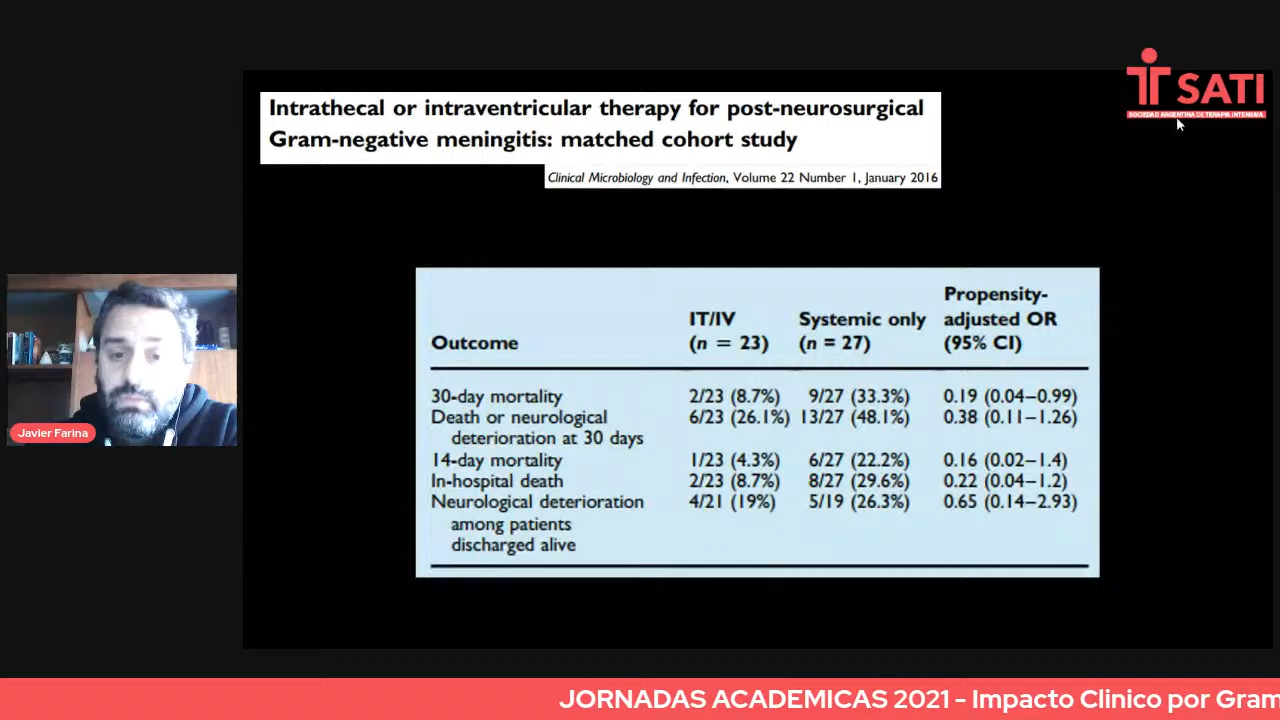 Intrathecal or intraventricular therapy for post-neurosurgical
Gram-negative meningitis: matched cohort study
Clinical Microbiology and Infection, Volume 22 Number 1, January 2016
SATI
SOCIEDAD ARGENTINA DE TERAPIA INTENSIVA
Outcome IT/IV (n = 23) Systemic only (n = 27) Propensity-adjusted OR (95% CI)
30-day mortality 2/23 (8.7%) 9/27 (33.3%) 0.19 (0.04–0.99)
Death or neurological 6/23 (26.1%) 13/27 (48.1%) 0.38 (0.11–1.26)
deterioration at 30 days
14-day mortality 1/23 (4.3%) 6/27 (22.2%) 0.16 (0.02–1.4)
In-hospital death 2/23 (8.7%) 8/27 (29.6%) 0.22 (0.04–1.2)
Neurological deterioration 4/21 (19%) 5/19 (26.3%) 0.65 (0.14–2.93)
among patients
discharged alive
Javier Farina
JORNADAS ACADEMICAS 2021 - Impacto Clinico por Gram